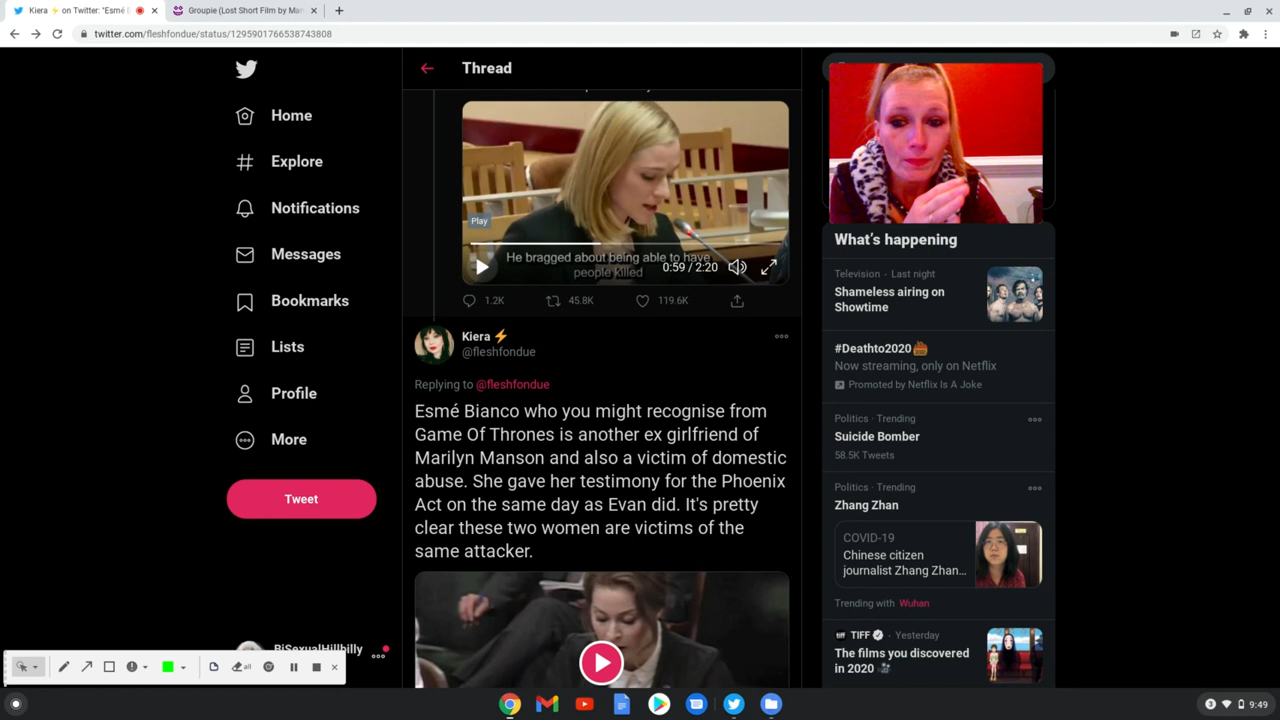 Kiera ⚡ on Twitter: "Esmé B
Groupie (Lost Short Film by Mar
twitter.com/fleshfondue/status/1295901766538743808
Home
Explore
Notifications
Messages
Bookmarks
Lists
Profile
More
Tweet
BiSexualHillbilly
all
Thread
Play
He bragged about being able to have
people killed
0:59 / 2:20
1.2K
45.8K
119.6K
Kiera ⚡
@fleshfondue
Replying to @fleshfondue
Esmé Bianco who you might recognise from
Game Of Thrones is another ex girlfriend of
Marilyn Manson and also a victim of domestic
abuse. She gave her testimony for the Phoenix
Act on the same day as Evan did. It's pretty
clear these two women are victims of the
same attacker.
What's happening
Television · Last night
Shameless airing on
Showtime
#Deathto2020
Now streaming, only on Netflix
Promoted by Netflix Is A Joke
Politics · Trending
Suicide Bomber
58.5K Tweets
Politics · Trending
Zhang Zhan
COVID-19
Chinese citizen
journalist Zhang Zhan...
Trending with Wuhan
TIFF · Yesterday
The films you discovered
in 2020
3
9:49